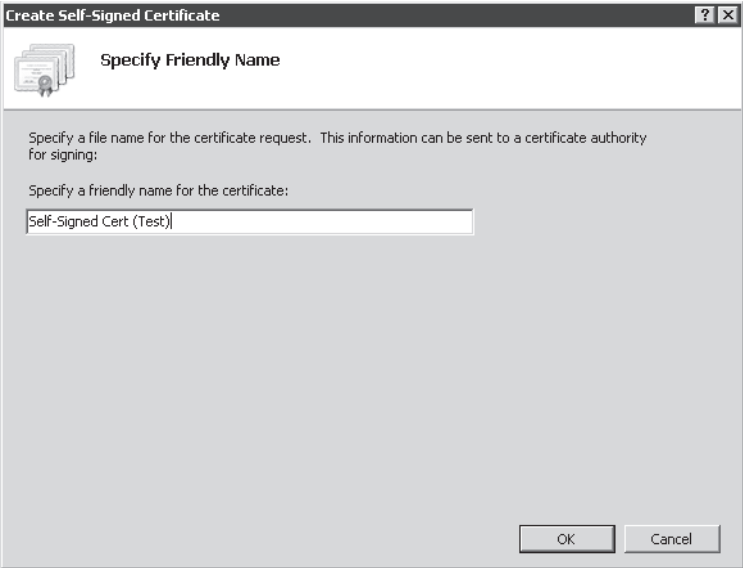 Create Self-Signed Certificate
Specify Friendly Name
Specify a file name for the certificate request.  This information can be sent to a certificate authority
for signing:
Specify a friendly name for the certificate:
Self-Signed Cert (Test)
OK Cancel